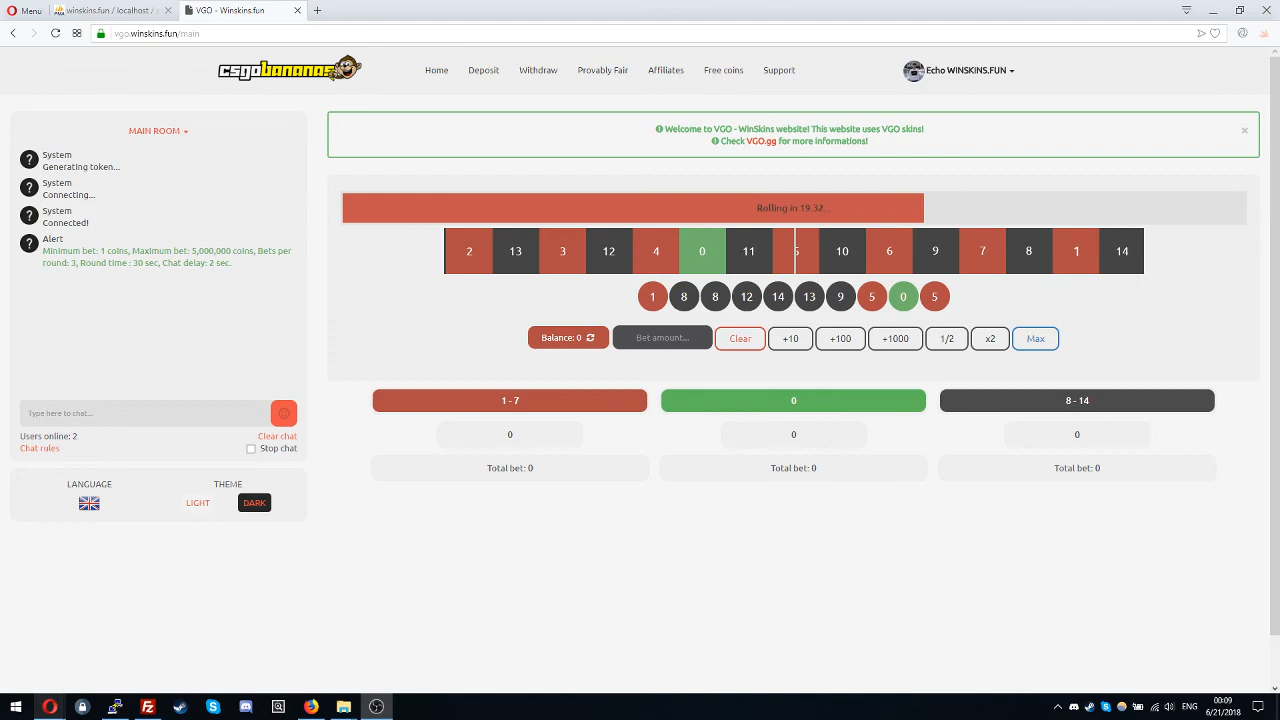 Menu
winskins.fun / localhost /
VGO - Winskins.fun
vgo.winskins.fun/main
csgobananas
Home
Deposit
Withdraw
Provably Fair
Affiliates
Free coins
Support
Echo WINSKINS.FUN
MAIN ROOM
System
Generating token...
System
Connecting...
System
Connected!
Alert
Minimum bet: 1 coins, Maximum bet: 5,000,000 coins, Bets per
round: 3, Round time : 30 sec, Chat delay: 2 sec.
Type here to chat...
Users online: 2
Clear chat
Chat rules
Stop chat
LANGUAGE
THEME
LIGHT
DARK
Welcome to VGO - WinSkins website! This website uses VGO skins!
Check VGO.gg for more informations!
×
Rolling in 19.32...
2 13 3 12 4 0 11 5 10 6 9 7 8 1 14
1 8 8 12 14 13 9 5 0 5
Balance: 0
Bet amount...
Clear
+10
+100
+1000
1/2
x2
Max
1 - 7
0
8 - 14
0
0
0
Total bet: 0
Total bet: 0
Total bet: 0
ENG
00:09
6/21/2018